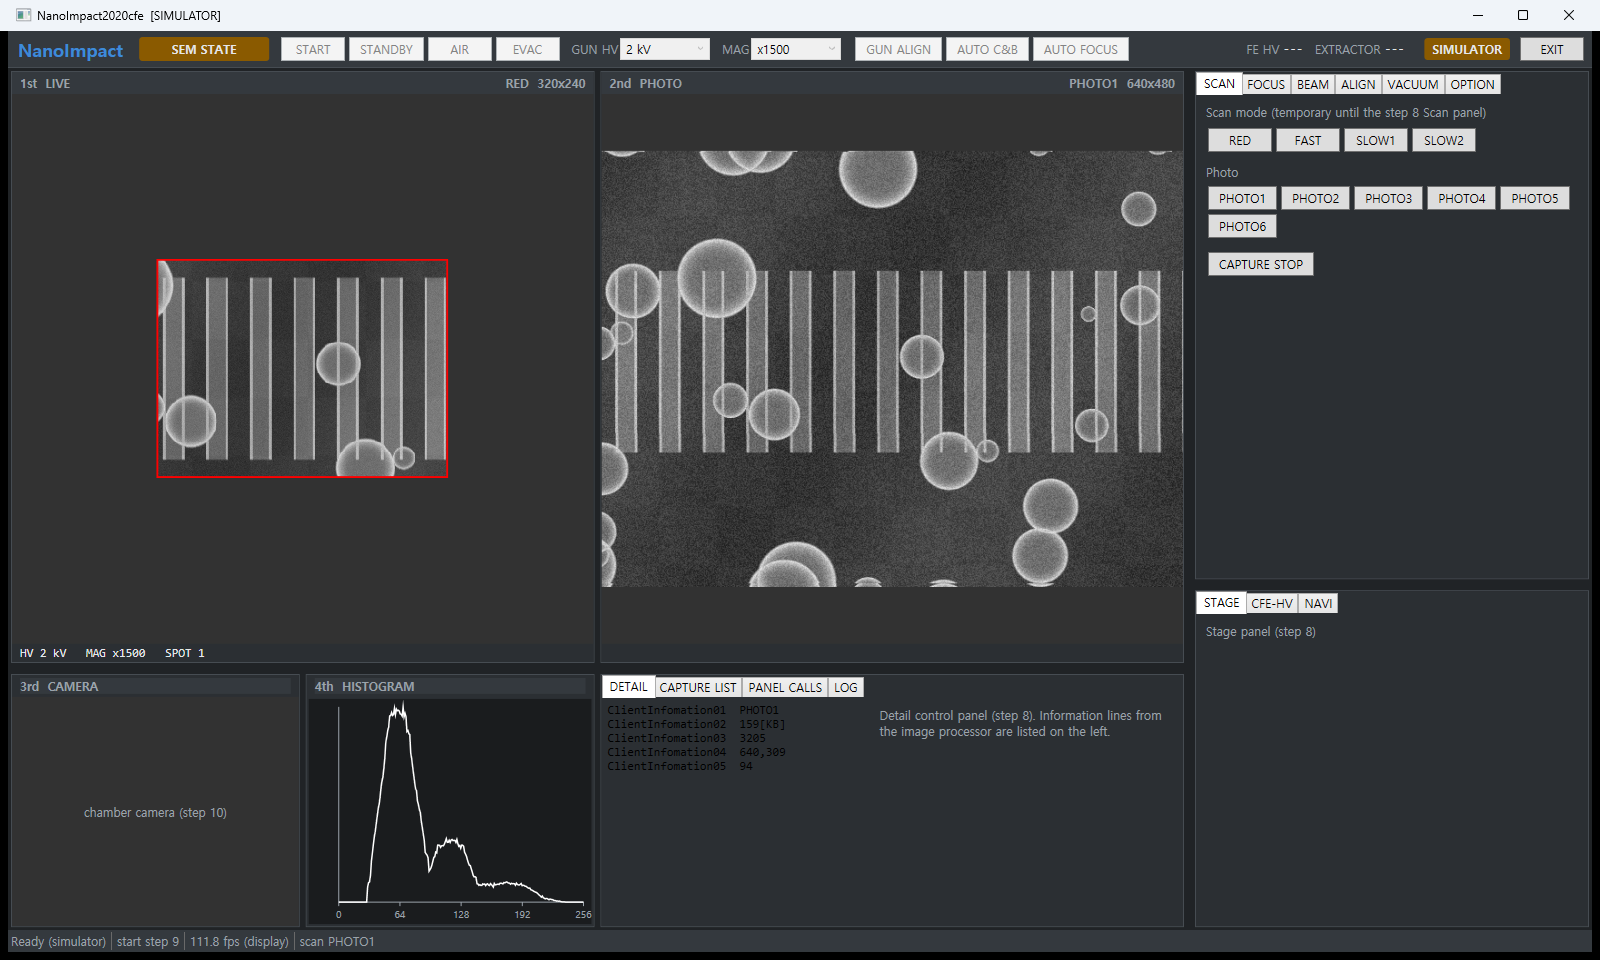 NanoImpact2020cfe [SIMULATOR]
NanoImpact SEM STATE START STANDBY AIR EVAC GUN HV 2 kV MAG x1500 GUN ALIGN AUTO C&B AUTO FOCUS FE HV --- EXTRACTOR --- SIMULATOR EXIT
1st LIVE RED 320x240
2nd PHOTO PHOTO1 640x480
SCAN FOCUS BEAM ALIGN VACUUM OPTION
Scan mode (temporary until the step 8 Scan panel)
RED FAST SLOW1 SLOW2
Photo
PHOTO1 PHOTO2 PHOTO3 PHOTO4 PHOTO5
PHOTO6
CAPTURE STOP
STAGE CFE-HV NAVI
Stage panel (step 8)
HV 2 kV MAG x1500 SPOT 1
3rd CAMERA
chamber camera (step 10)
4th HISTOGRAM
0 64 128 192 256
DETAIL CAPTURE LIST PANEL CALLS LOG
ClientInfomation01 PHOTO1
ClientInfomation02 159[KB]
ClientInfomation03 3205
ClientInfomation04 640,309
ClientInfomation05 94
Detail control panel (step 8). Information lines from
the image processor are listed on the left.
Ready (simulator) start step 9 111.8 fps (display) scan PHOTO1